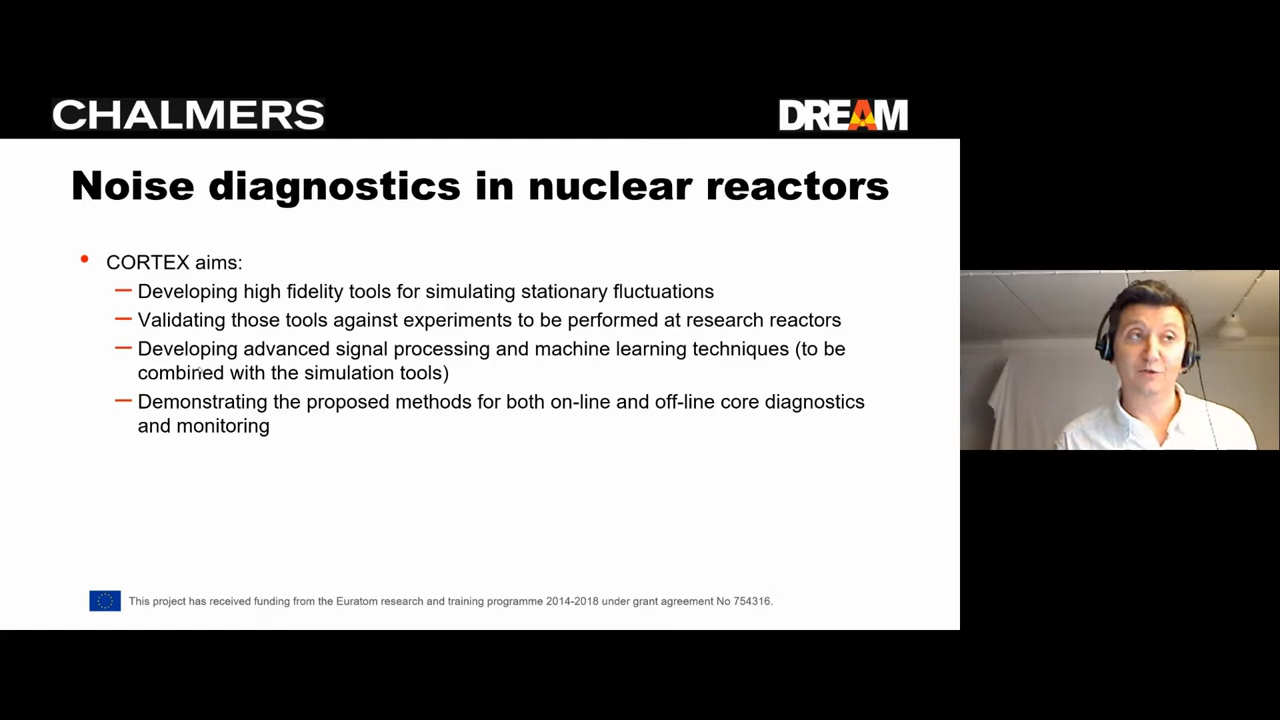 CHALMERS
DREAM
Noise diagnostics in nuclear reactors
• CORTEX aims:
— Developing high fidelity tools for simulating stationary fluctuations
— Validating those tools against experiments to be performed at research reactors
— Developing advanced signal processing and machine learning techniques (to be
combined with the simulation tools)
— Demonstrating the proposed methods for both on-line and off-line core diagnostics
and monitoring
This project has received funding from the Euratom research and training programme 2014-2018 under grant agreement No 754316.